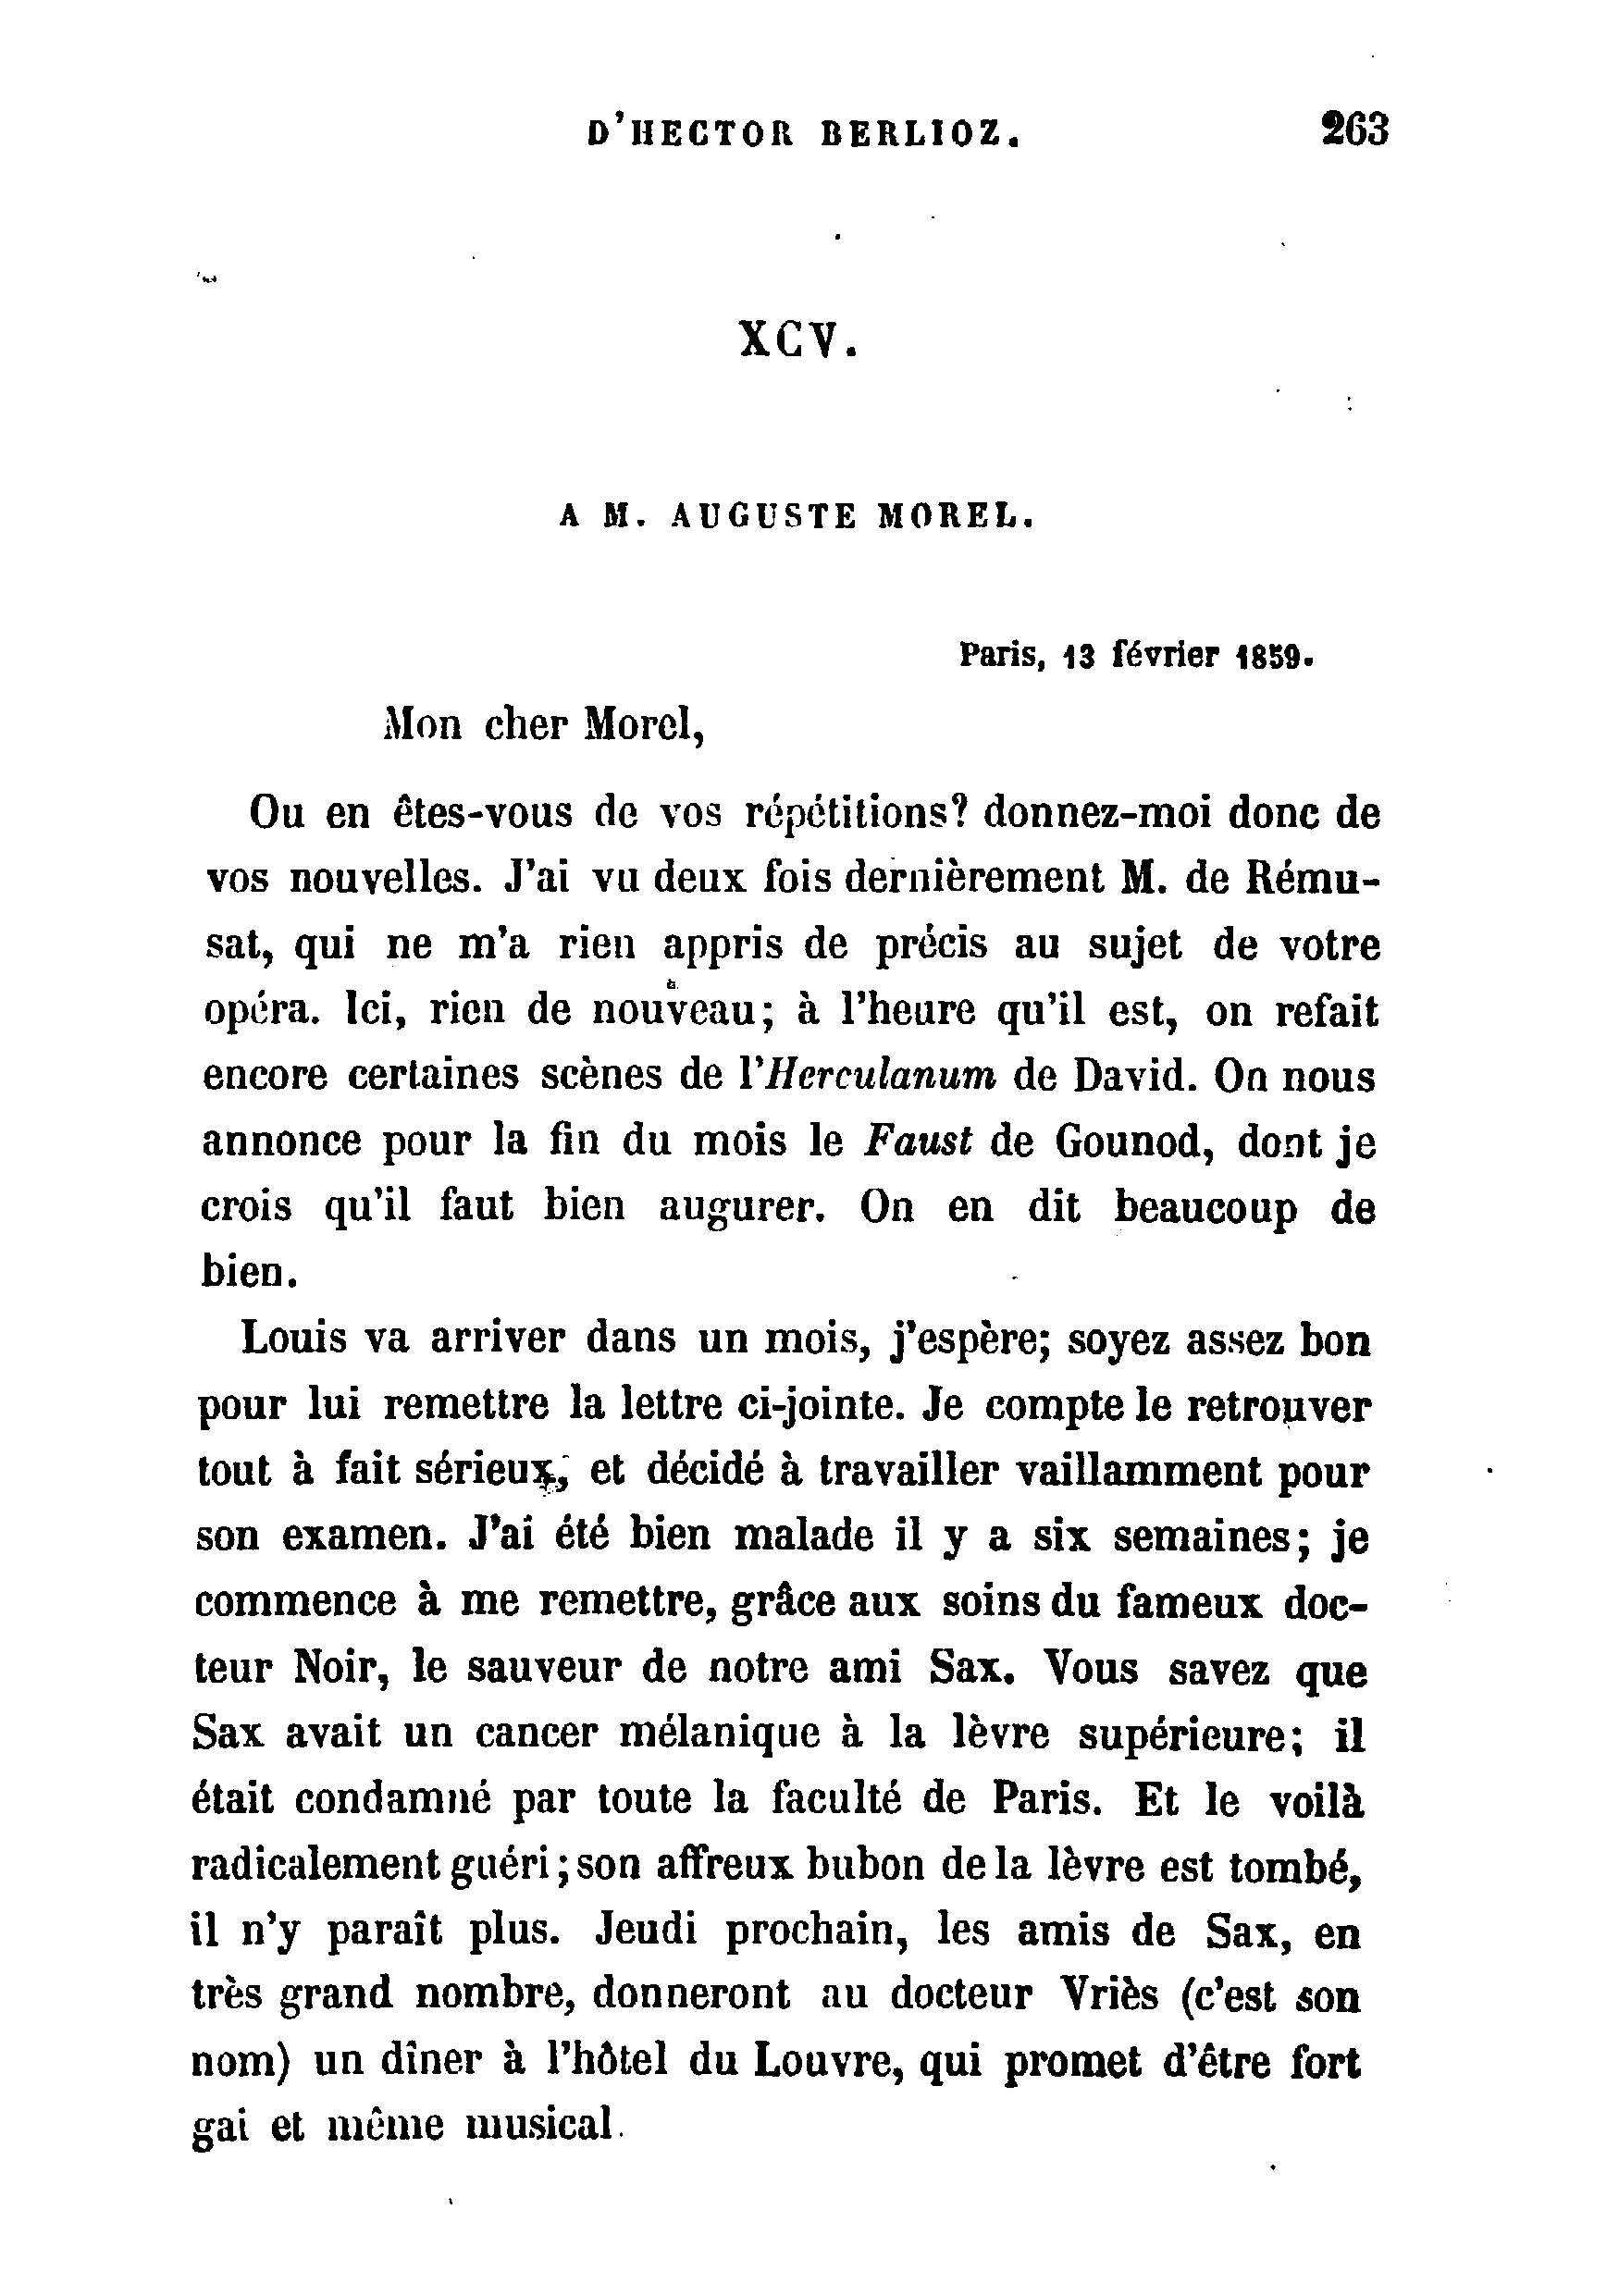 D'HECTOR BERLIOZ. 263
XCV.
A M. AUGUSTE MOREL.
Paris, 13 février 1859.
Mon cher Morel,
Ou en êtes-vous de vos répétitions? donnez-moi donc de
vos nouvelles. J'ai vu deux fois dernièrement M. de Rému-
sat, qui ne m'a rien appris de précis au sujet de votre
opéra. Ici, rien de nouveau; à l'heure qu'il est, on refait
encore certaines scènes de l'Herculanum de David. On nous
annonce pour la fin du mois le Faust de Gounod, dont je
crois qu'il faut bien augurer. On en dit beaucoup de
bien.
Louis va arriver dans un mois, j'espère; soyez assez bon
pour lui remettre la lettre ci-jointe. Je compte le retrouver
tout à fait sérieux, et décidé à travailler vaillamment pour
son examen. J'ai été bien malade il y a six semaines; je
commence à me remettre, grâce aux soins du fameux doc-
teur Noir, le sauveur de notre ami Sax. Vous savez que
Sax avait un cancer mélanique à la lèvre supérieure; il
était condamné par toute la faculté de Paris. Et le voilà
radicalement guéri; son affreux bubon de la lèvre est tombé,
il n'y paraît plus. Jeudi prochain, les amis de Sax, en
très grand nombre, donneront au docteur Vriès (c'est son
nom) un dîner à l'hôtel du Louvre, qui promet d'être fort
gai et même musical.